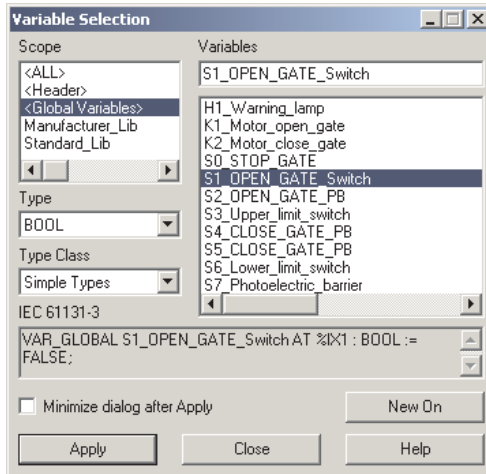 Variable Selection
Scope
Variables
<ALL>
<Header>
<Global Variables>
Manufacturer_Lib
Standard_Lib
S1_OPEN_GATE_Switch
H1_Warning_lamp
K1_Motor_open_gate
K2_Motor_close_gate
S0_STOP_GATE
S1_OPEN_GATE_Switch
S2_OPEN_GATE_PB
S3_Upper_limit_switch
S4_CLOSE_GATE_PB
S5_CLOSE_GATE_PB
S6_Lower_limit_switch
S7_Photoelectric_barrier
Type
BOOL
Type Class
Simple Types
IEC 61131-3
VAR_GLOBAL S1_OPEN_GATE_Switch AT %IX1 : BOOL :=
FALSE;
Minimize dialog after Apply
New On
Apply
Close
Help